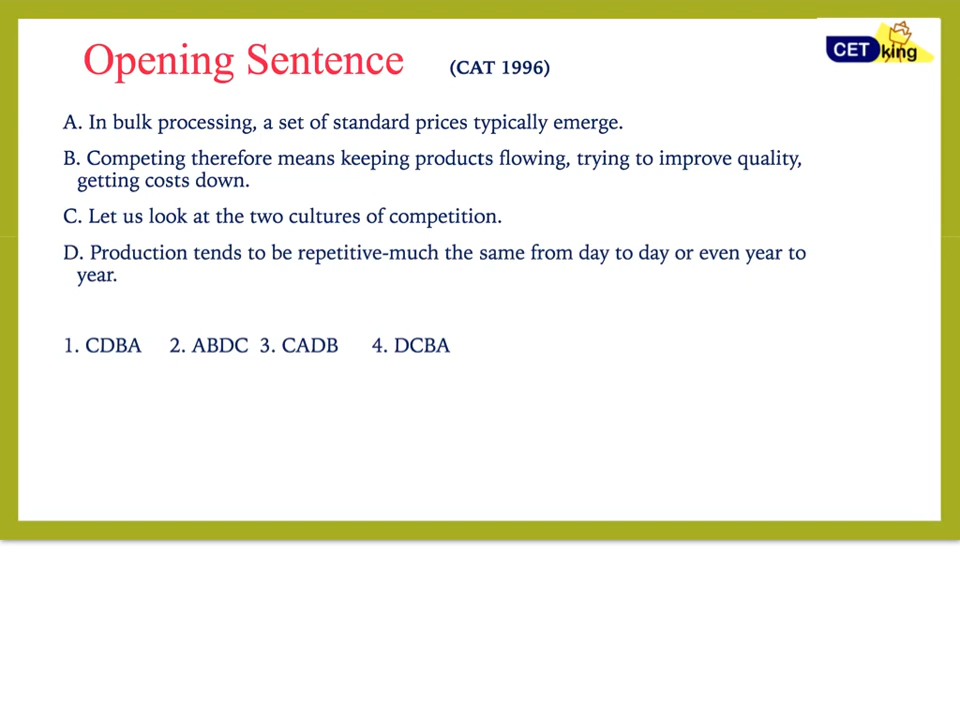 Opening Sentence (CAT 1996)
CET king
A. In bulk processing, a set of standard prices typically emerge.
B. Competing therefore means keeping products flowing, trying to improve quality,
getting costs down.
C. Let us look at the two cultures of competition.
D. Production tends to be repetitive-much the same from day to day or even year to
year.
1. CDBA 2. ABDC 3. CADB 4. DCBA